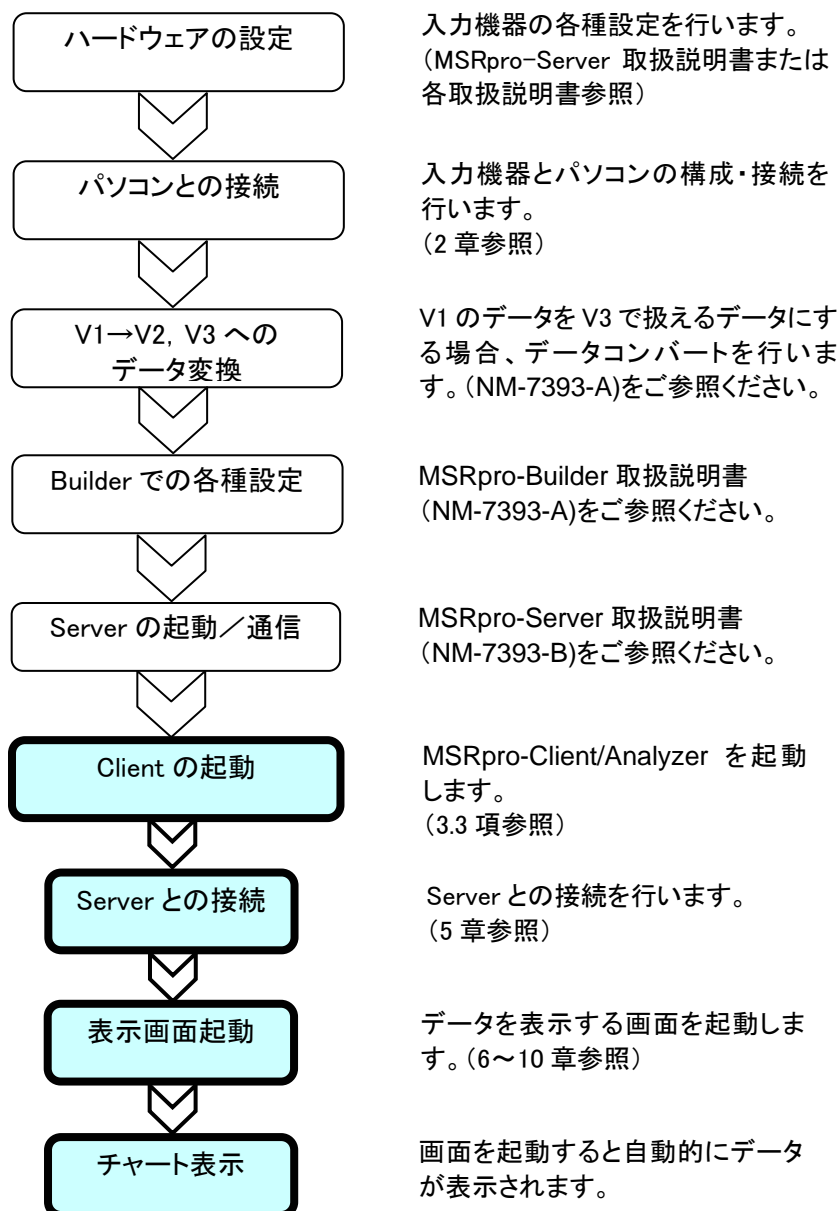 ハードウェアの設定
入力機器の各種設定を行います。
（MSRpro-Server 取扱説明書または
各取扱説明書参照）
パソコンとの接続
入力機器とパソコンの構成・接続を
行います。
（2 章参照）
V1→V2，V3 への
データ変換
V1 のデータを V3 で扱えるデータにす
る場合、データコンバートを行いま
す。（NM-7393-A)をご参照ください。
Builder での各種設定
MSRpro-Builder 取扱説明書
（NM-7393-A)をご参照ください。
Server の起動／通信
MSRpro-Server 取扱説明書
（NM-7393-B)をご参照ください。
Client の起動
MSRpro-Client/Analyzer を起動
します。
（3.3 項参照）
Server との接続
Server との接続を行います。
（5 章参照）
表示画面起動
データを表示する画面を起動しま
す。（6～10 章参照）
チャート表示
画面を起動すると自動的にデータ
が表示されます。